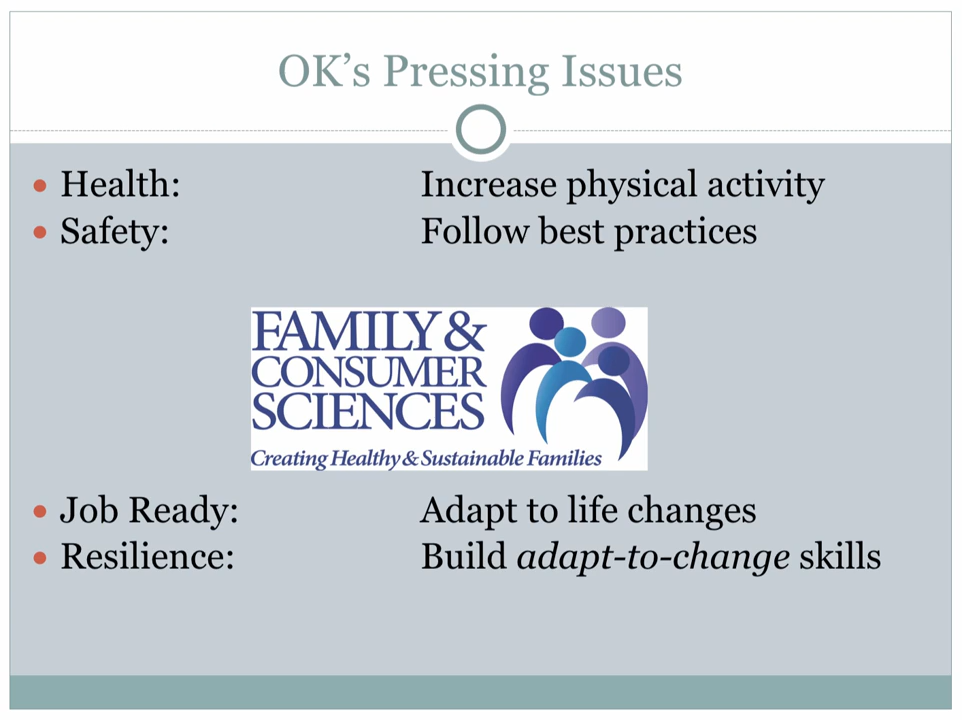 OK's Pressing Issues
Health: Increase physical activity
Safety: Follow best practices
FAMILY &
CONSUMER
SCIENCES
Creating Healthy & Sustainable Families
Job Ready: Adapt to life changes
Resilience: Build adapt-to-change skills